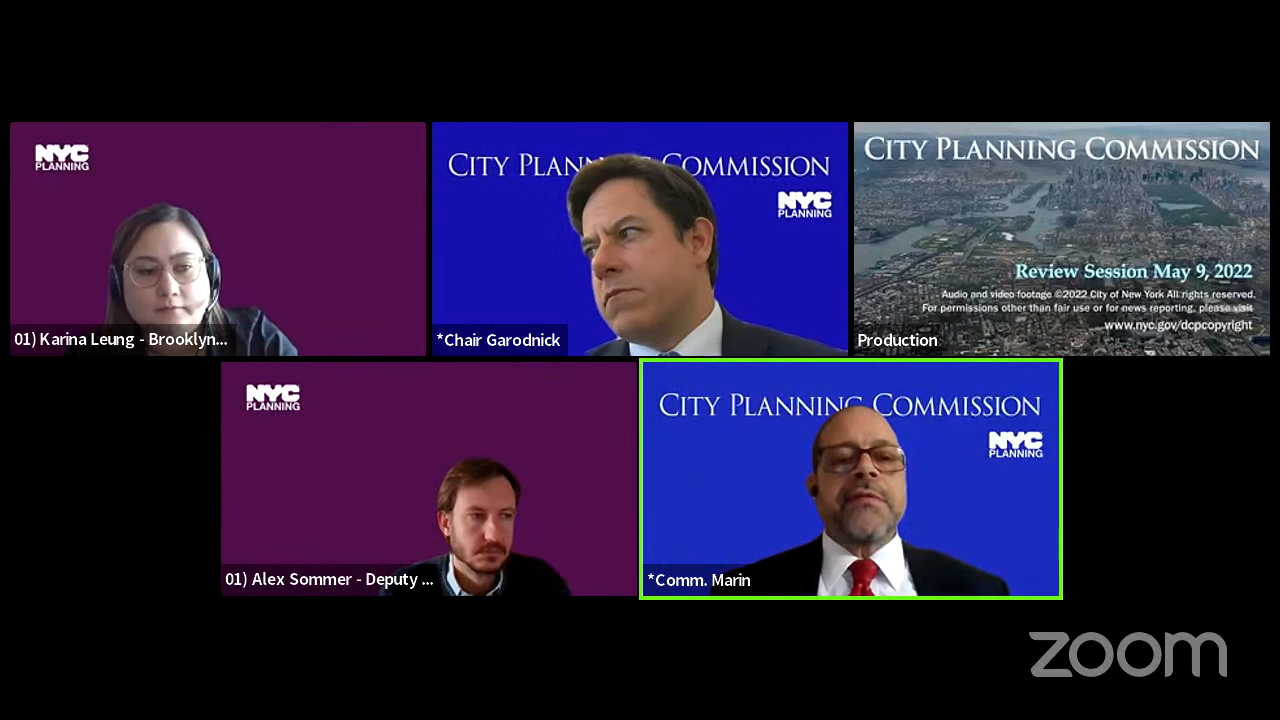 NYC
PLANNING
01) Karina Leung - Brooklyn...
CITY PLANNING COMMISSION
NYC
PLANNING
*Chair Garodnick
CITY PLANNING COMMISSION
Review Session May 9, 2022
Audio and video footage ©2022 City of New York All rights reserved.
For permissions other than fair use or for news reporting, please visit
www.nyc.gov/dcpcopyright
Production
NYC
PLANNING
01) Alex Sommer - Deputy ...
CITY PLANNING COMMISSION
NYC
PLANNING
*Comm. Marin
zoom